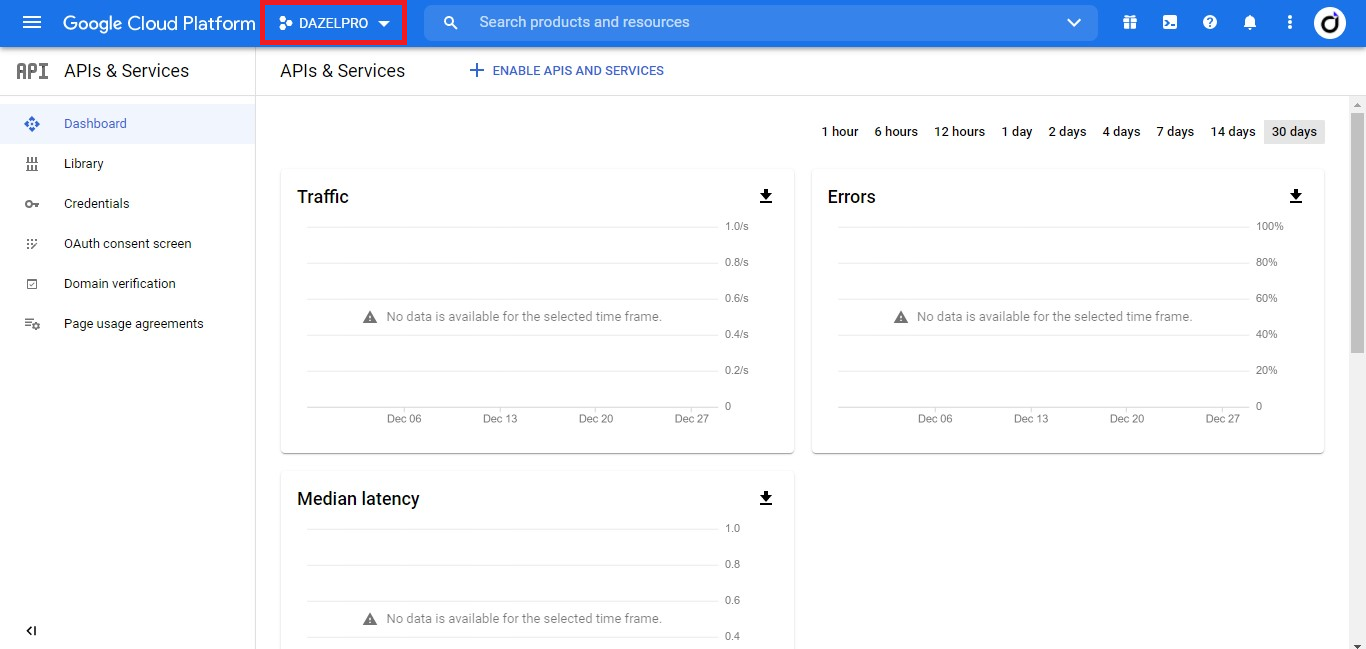 Google Cloud Platform
DAZELPRO
Search products and resources
API
APIs & Services
APIs & Services
ENABLE APIS AND SERVICES
Dashboard
Library
Credentials
OAuth consent screen
Domain verification
Page usage agreements
1 hour 6 hours 12 hours 1 day 2 days 4 days 7 days 14 days 30 days
Traffic
1.0/s
0.8/s
0.6/s
No data is available for the selected time frame.
0.4/s
0.2/s
0
Dec 06 Dec 13 Dec 20 Dec 27
Errors
100%
80%
60%
No data is available for the selected time frame.
40%
20%
0
Dec 06 Dec 13 Dec 20 Dec 27
Median latency
1.0
0.8
0.6
No data is available for the selected time frame.
0.4